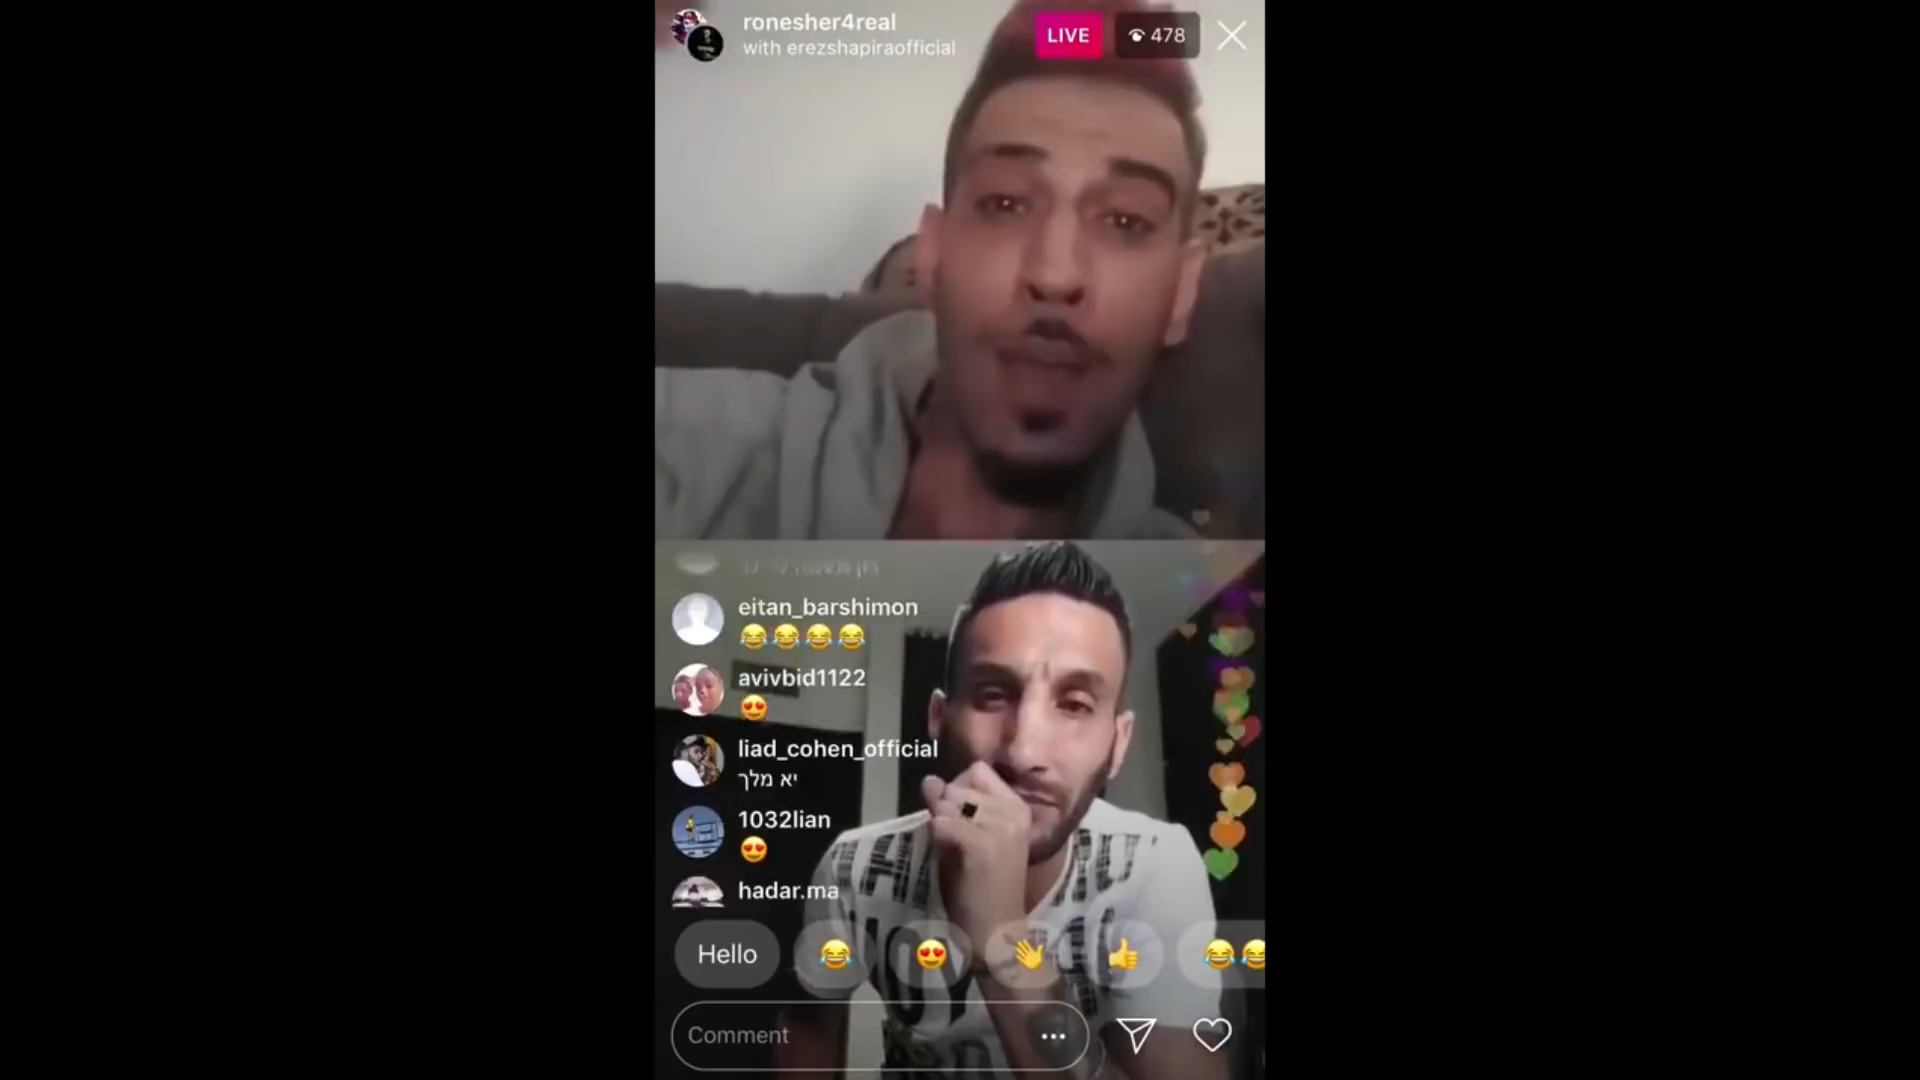 ronesher4real
with erezshapiraofficial
LIVE
478
eitan_barshimon
😂😂😂😂
avivbid1122
😍
liad_cohen_official
יא מלך
1032lian
😍
hadar.ma
Hello
Comment